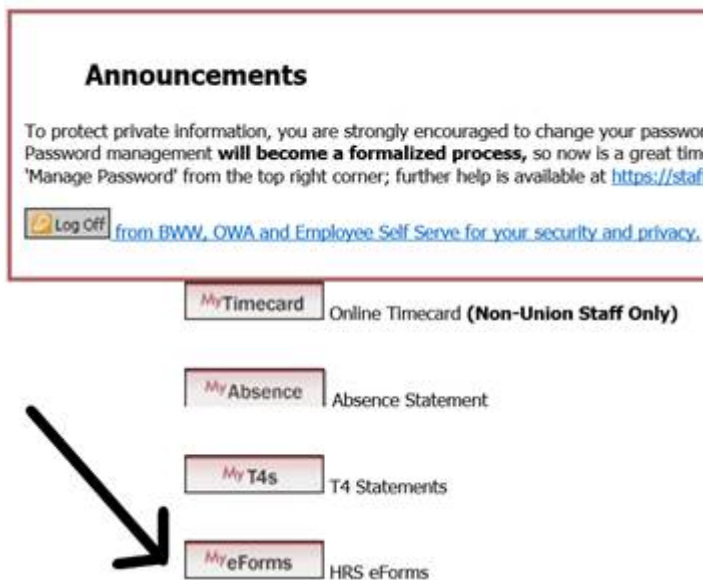 Announcements
To protect private information, you are strongly encouraged to change your passwor
Password management will become a formalized process, so now is a great tim
'Manage Password' from the top right corner; further help is available at https://staf
Log Off from BWW, OWA and Employee Self Serve for your security and privacy.
MyTimecard Online Timecard (Non-Union Staff Only)
MyAbsence Absence Statement
My T4s T4 Statements
MyeForms HRS eForms